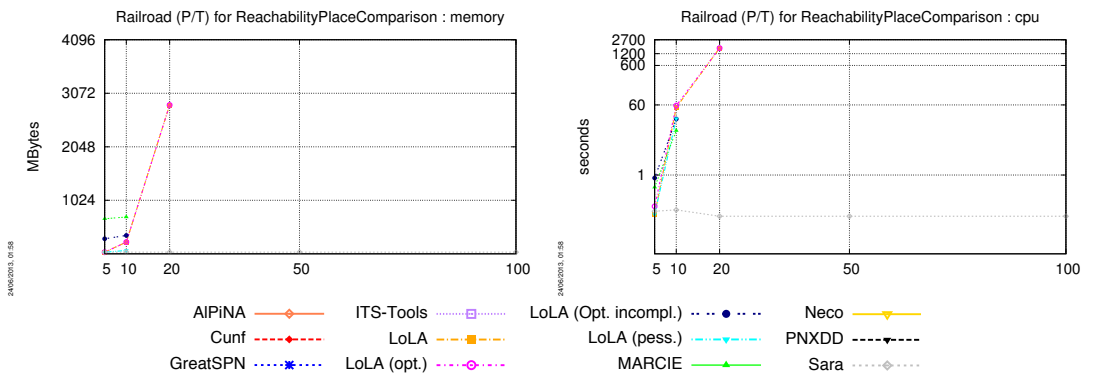 Railroad (P/T) for ReachabilityPlaceComparison : memory
4096
3072
2048
1024
MBytes
5 10 20 50 100
24/06/2013, 01:58
Railroad (P/T) for ReachabilityPlaceComparison : cpu
2700
1200
600
60
1
seconds
5 10 20 50 100
24/06/2013, 01:58
AlPiNA
Cunf
GreatSPN
ITS-Tools
LoLA
LoLA (opt.)
LoLA (Opt. incompl.)
LoLA (pess.)
MARCIE
Neco
PNXDD
Sara